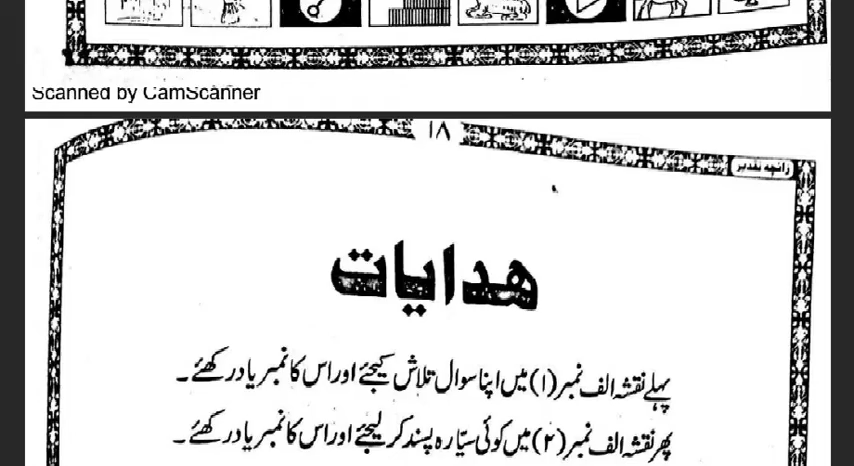 Scanned by CamScanner
۱۸
زائچہ تقدیر
ھدایات
پہلے نقشہ الف نمبر (۱) میں اپنا سوال تلاش کیجئے اور اس کا نمبر یاد رکھئے۔
پھر نقشہ الف نمبر (۲) میں کوئی سیّارہ پسند کر لیجئے اور اس کا نمبر یاد رکھئے۔